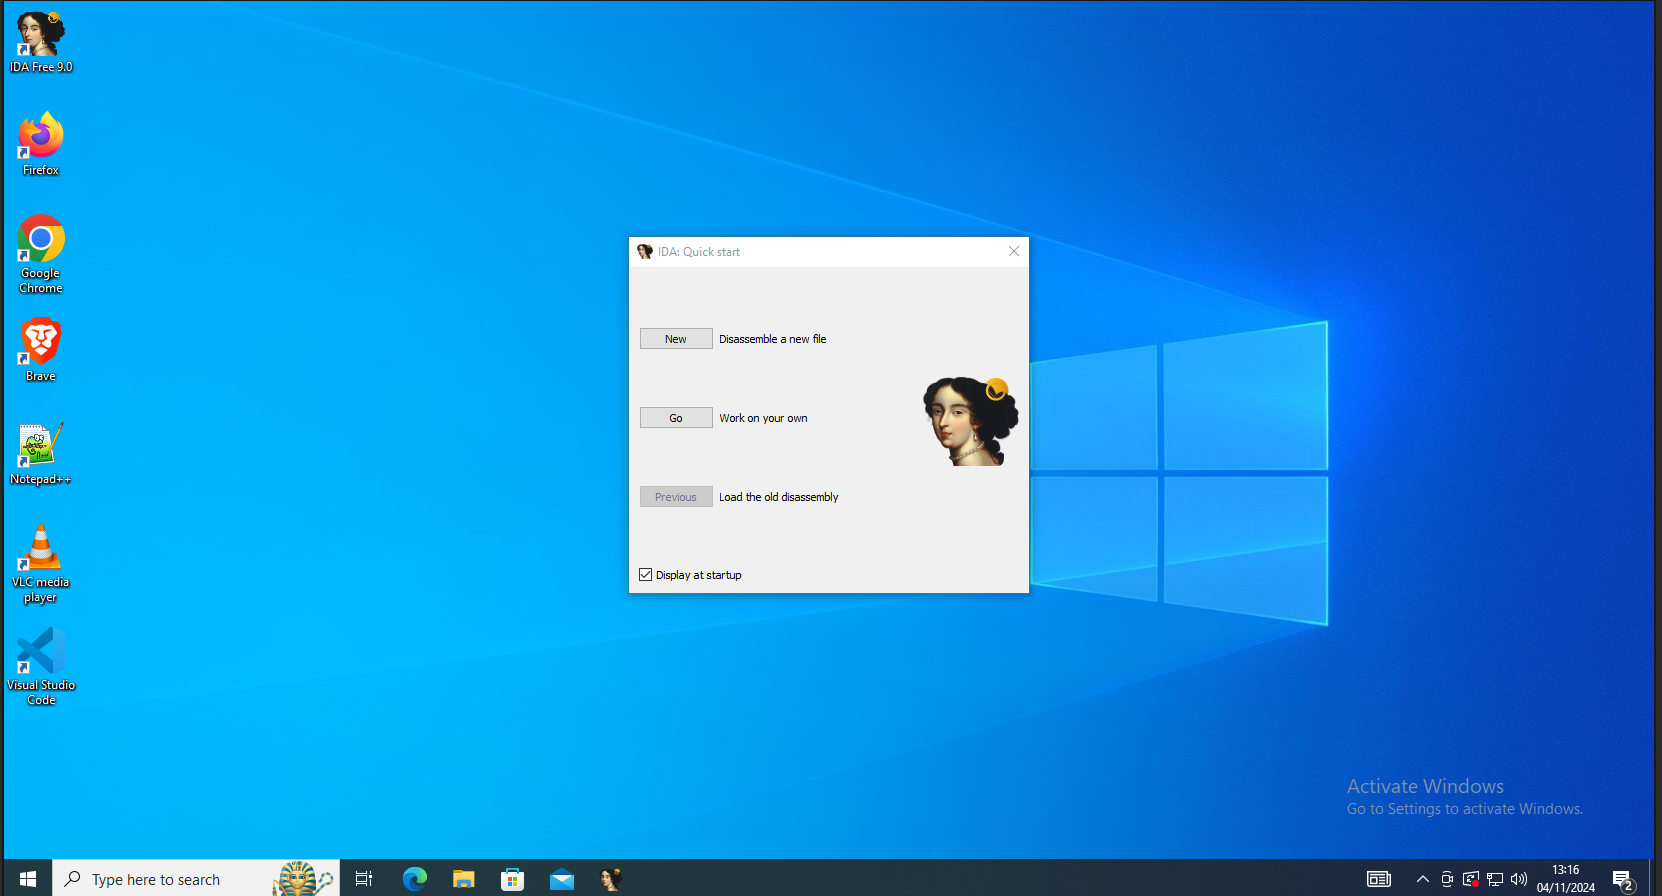 IDA Free 9.0
Firefox
Google
Chrome
Brave
Notepad++
VLC media
player
Visual Studio
Code
IDA: Quick start
New Disassemble a new file
Go Work on your own
Previous Load the old disassembly
Display at startup
Activate Windows
Go to Settings to activate Windows.
Type here to search
13:16
04/11/2024
2